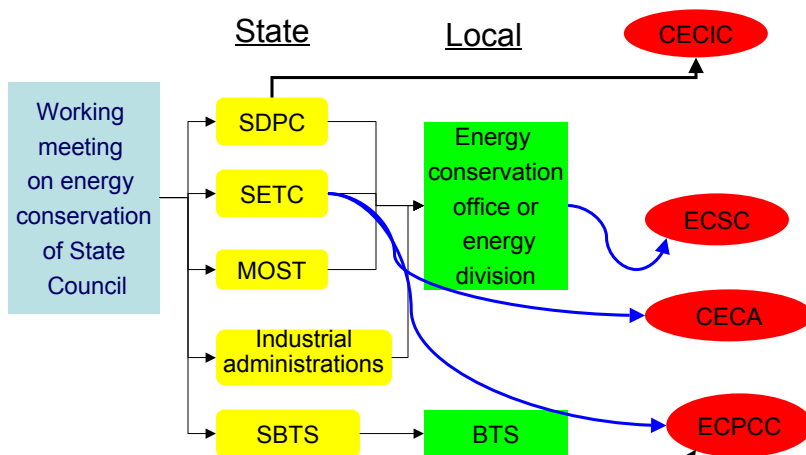 State
Local
CECIC
Working
meeting
on energy
conservation
of State
Council
SDPC
SETC
MOST
Industrial
administrations
SBTS
Energy
conservation
office or
energy
division
BTS
ECSC
CECA
ECPCC